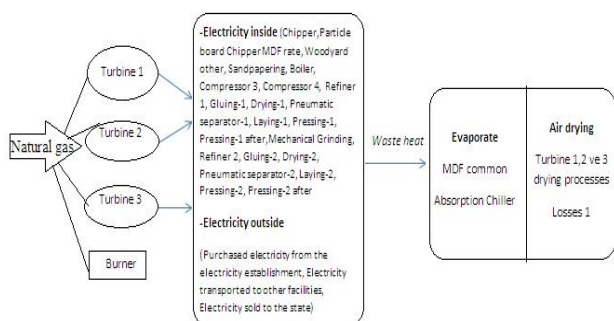 Natural gas
Turbine 1
Turbine 2
Turbine 3
Burner
-Electricity inside (Chipper,Particle
board Chipper MDF rate, Woodyard
other, Sandpapering, Boiler,
Compressor 3, Compressor 4, Refiner
1, Gluing-1, Drying-1, Pneumatic
separator-1, Laying-1, Pressing-1,
Pressing-1 after,Mechanical Grinding,
Refiner 2, Gluing-2, Drying-2,
Pneumatic separator-2, Laying-2,
Pressing-2, Pressing-2 after
-Electricity outside
(Purchased electricity from the
electricity establishment, Electricity
transported to other facilities,
Electricity sold to the state)
Waste heat
Evaporate
MDF common
Absorption Chiller
Air drying
Turbine 1,2 ve 3
drying processes
Losses 1